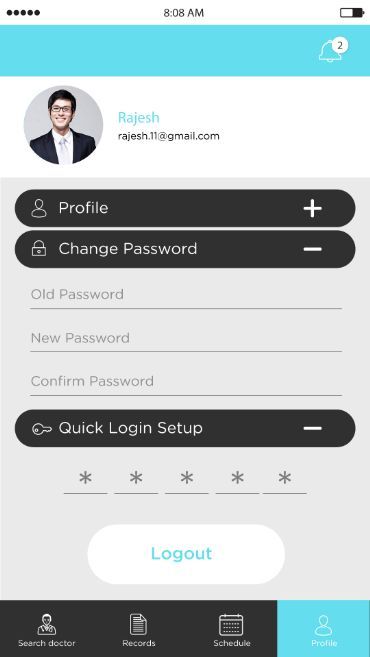 8:08 AM
2
Rajesh
rajesh.11@gmail.com
Profile
Change Password
Old Password
New Password
Confirm Password
Quick Login Setup
* * * * *
Logout
Search doctor Records Schedule Profile